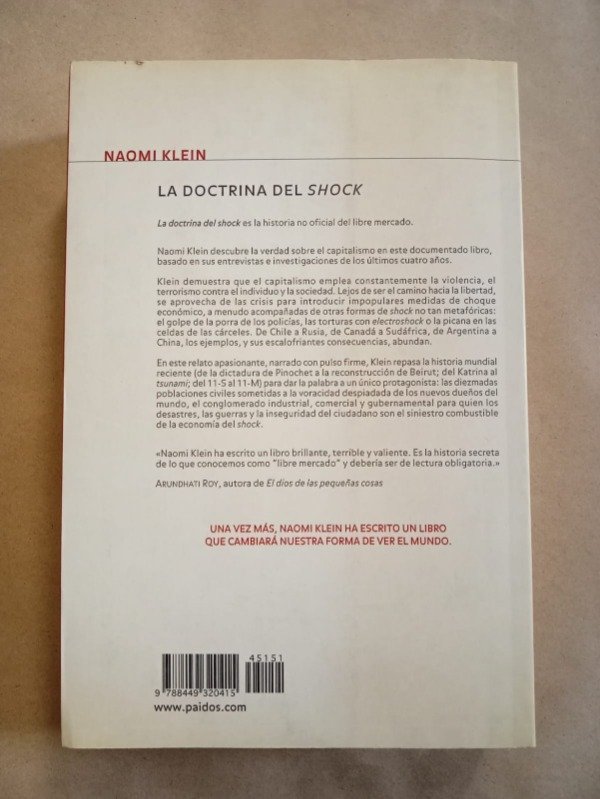 NAOMI KLEIN
LA DOCTRINA DEL SHOCK
La doctrina del shock es la historia no oficial del libre mercado.
Naomi Klein descubre la verdad sobre el capitalismo en este documentado libro,
basado en sus entrevistas e investigaciones de los últimos cuatro años.
Klein demuestra que el capitalismo emplea constantemente la violencia, el
terrorismo contra el individuo y la sociedad. Lejos de ser el camino hacia la libertad,
se aprovecha de las crisis para introducir impopulares medidas de choque
económico, a menudo acompañadas de otras formas de shock no tan metafóricas:
el golpe de la porra de los policías, las torturas con electroshock o la picana en las
celdas de las cárceles. De Chile a Rusia, de Canadá a Sudáfrica, de Argentina a
China, los ejemplos, y sus escalofriantes consecuencias, abundan.
En este relato apasionante, narrado con pulso firme, Klein repasa la historia mundial
reciente (de la dictadura de Pinochet a la reconstrucción de Beirut; del Katrina al
tsunami; del 11-S al 11-M) para dar la palabra a un único protagonista: las diezmadas
poblaciones civiles sometidas a la voracidad despiadada de los nuevos dueños del
mundo, el conglomerado industrial, comercial y gubernamental para quien los
desastres, las guerras y la inseguridad del ciudadano son el siniestro combustible
de la economía del shock.
«Naomi Klein ha escrito un libro brillante, terrible y valiente. Es la historia secreta
de lo que conocemos como "libre mercado" y debería ser de lectura obligatoria.»
ARUNDHATI ROY, autora de El dios de las pequeñas cosas
UNA VEZ MÁS, NAOMI KLEIN HA ESCRITO UN LIBRO
QUE CAMBIARÁ NUESTRA FORMA DE VER EL MUNDO.
45151
9 788449 320415
www.paidos.com